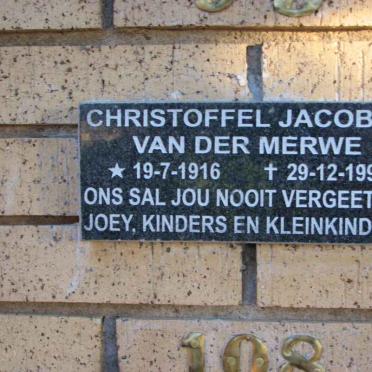 CHRISTOFFEL JACOB
VAN DER MERWE
★ 19-7-1916 ✝ 29-12-199
ONS SAL JOU NOOIT VERGEET
JOEY, KINDERS EN KLEINKIND
108